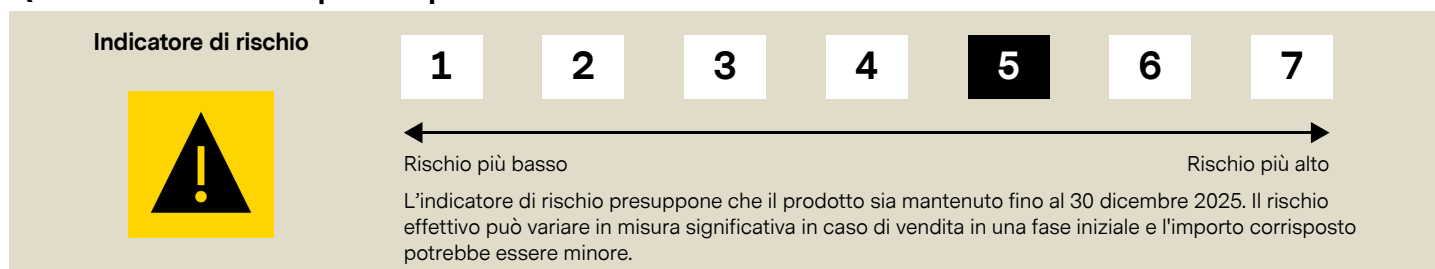 Indicatore di rischio
1 2 3 4 5 6 7
Rischio più basso Rischio più alto
L'indicatore di rischio presuppone che il prodotto sia mantenuto fino al 30 dicembre 2025. Il rischio
effettivo può variare in misura significativa in caso di vendita in una fase iniziale e l'importo corrisposto
potrebbe essere minore.